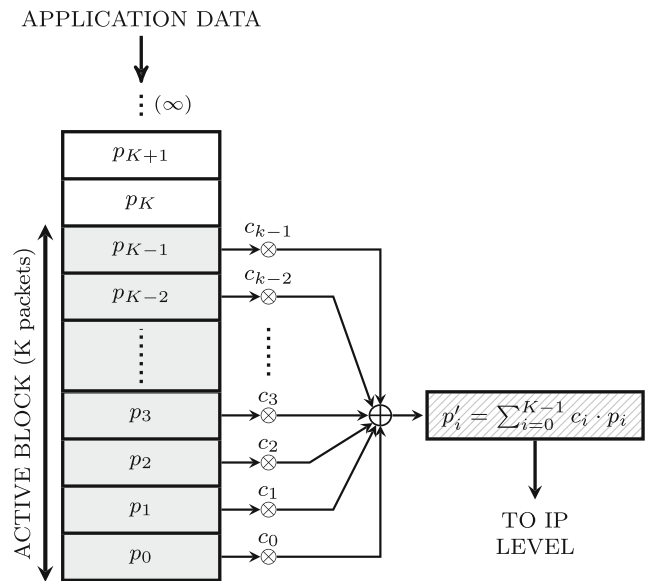 APPLICATION DATA
⋮ (∞)
p_{K+1}
p_K
p_{K−1}
p_{K−2}
p_3
p_2
p_1
p_0
ACTIVE BLOCK (K packets)
c_{k−1}
c_{k−2}
c_3
c_2
c_1
c_0
p′_i = ∑_{i=0}^{K−1} c_i · p_i
TO IP
LEVEL